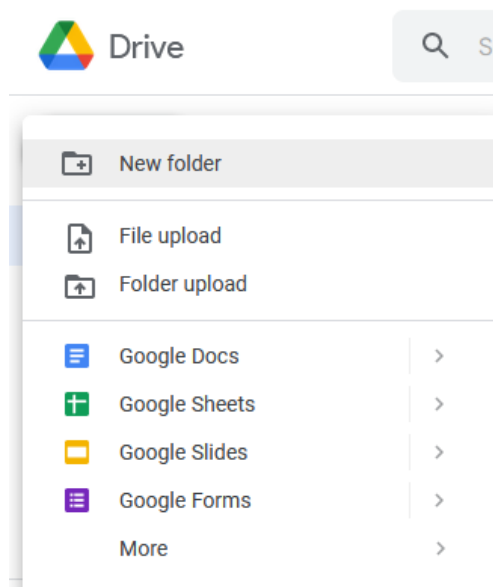 Drive
S
New folder
File upload
Folder upload
Google Docs
Google Sheets
Google Slides
Google Forms
More